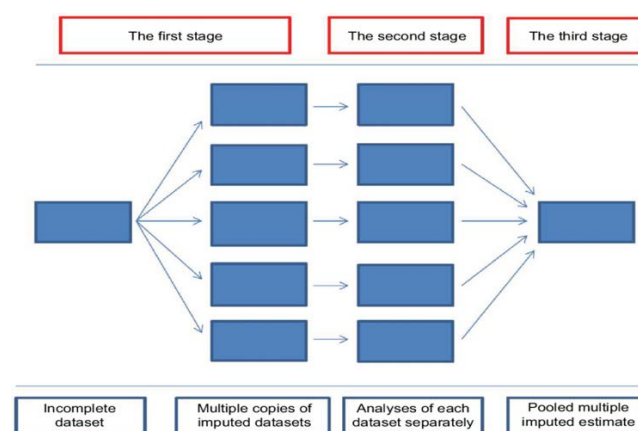 The first stage
The second stage
The third stage
Incomplete
dataset
Multiple copies of
imputed datasets
Analyses of each
dataset separately
Pooled multiple
imputed estimate